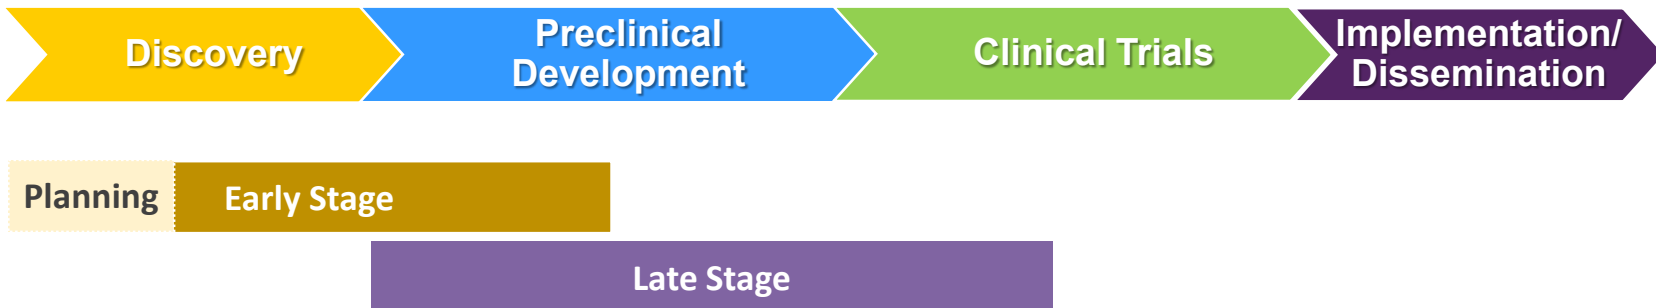 Discovery
Preclinical
Development
Clinical Trials
Implementation/
Dissemination
Planning
Early Stage
Late Stage